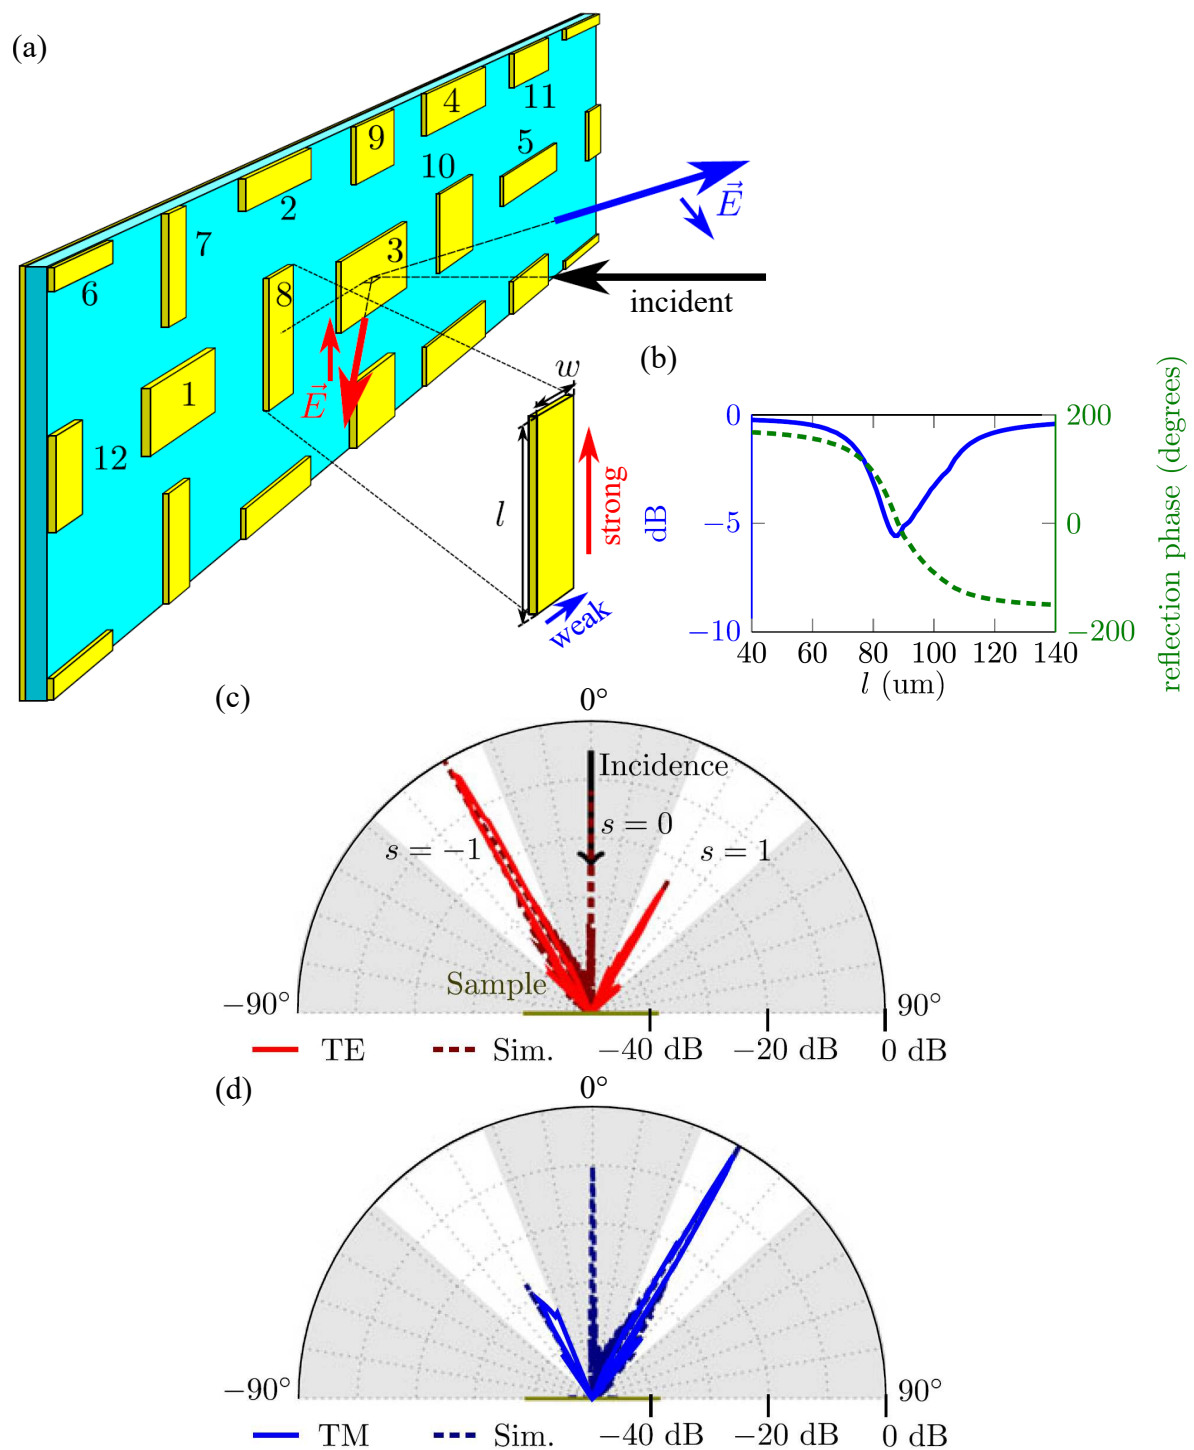 (a)
11
4
9
5
10
2
7
3
E⃗
6
8
incident
E⃗
1
w
12
l
strong
weak
(b)
0
−5
−10
dB
200
0
−200
reflection phase (degrees)
40 60 80 100 120 140
l (um)
(c)
0°
Incidence
s = 0
s = −1
s = 1
Sample
−90°
90°
TE Sim. −40 dB −20 dB 0 dB
(d)
0°
−90°
90°
TM Sim. −40 dB −20 dB 0 dB